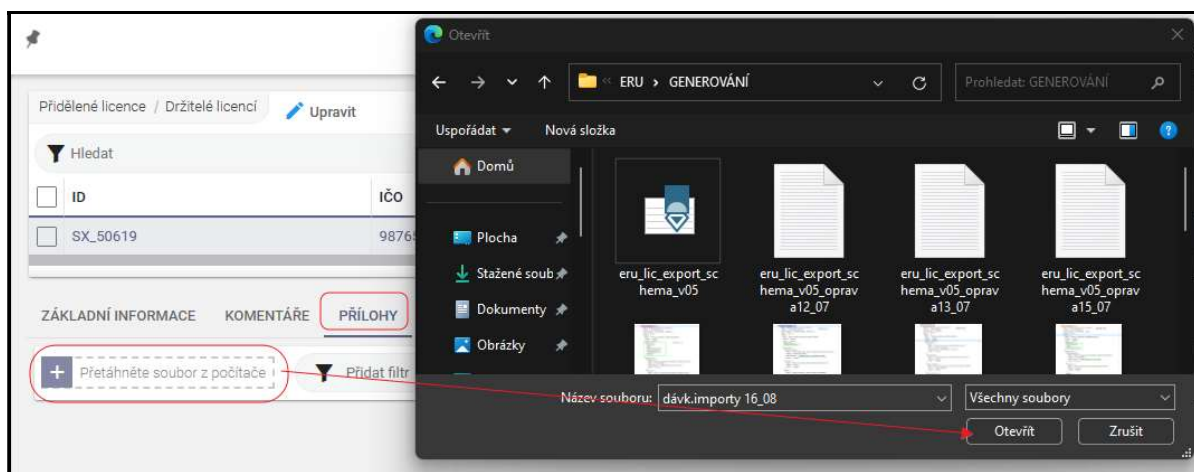 Přidělené licence / Držitelé licencí
Upravit
Hledat
ID
IČO
SX_50619
9876
ZÁKLADNÍ INFORMACE
KOMENTÁŘE
PŘÍLOHY
+ Přetáhněte soubor z počítače
Přidat filtr
Otevřít
« ERU > GENEROVÁNÍ
Prohledat: GENEROVÁNÍ
Uspořádat
Nová složka
?
Domů
Plocha
Stažené soub
Dokumenty
Obrázky
eru_lic_export_sc
hema_v05
eru_lic_export_sc
hema_v05_oprav
a12_07
eru_lic_export_sc
hema_v05_oprav
a13_07
eru_lic_export_sc
hema_v05_oprav
a15_07
Název souboru:
dávk.importy 16_08
Všechny soubory
Otevřít
Zrušit